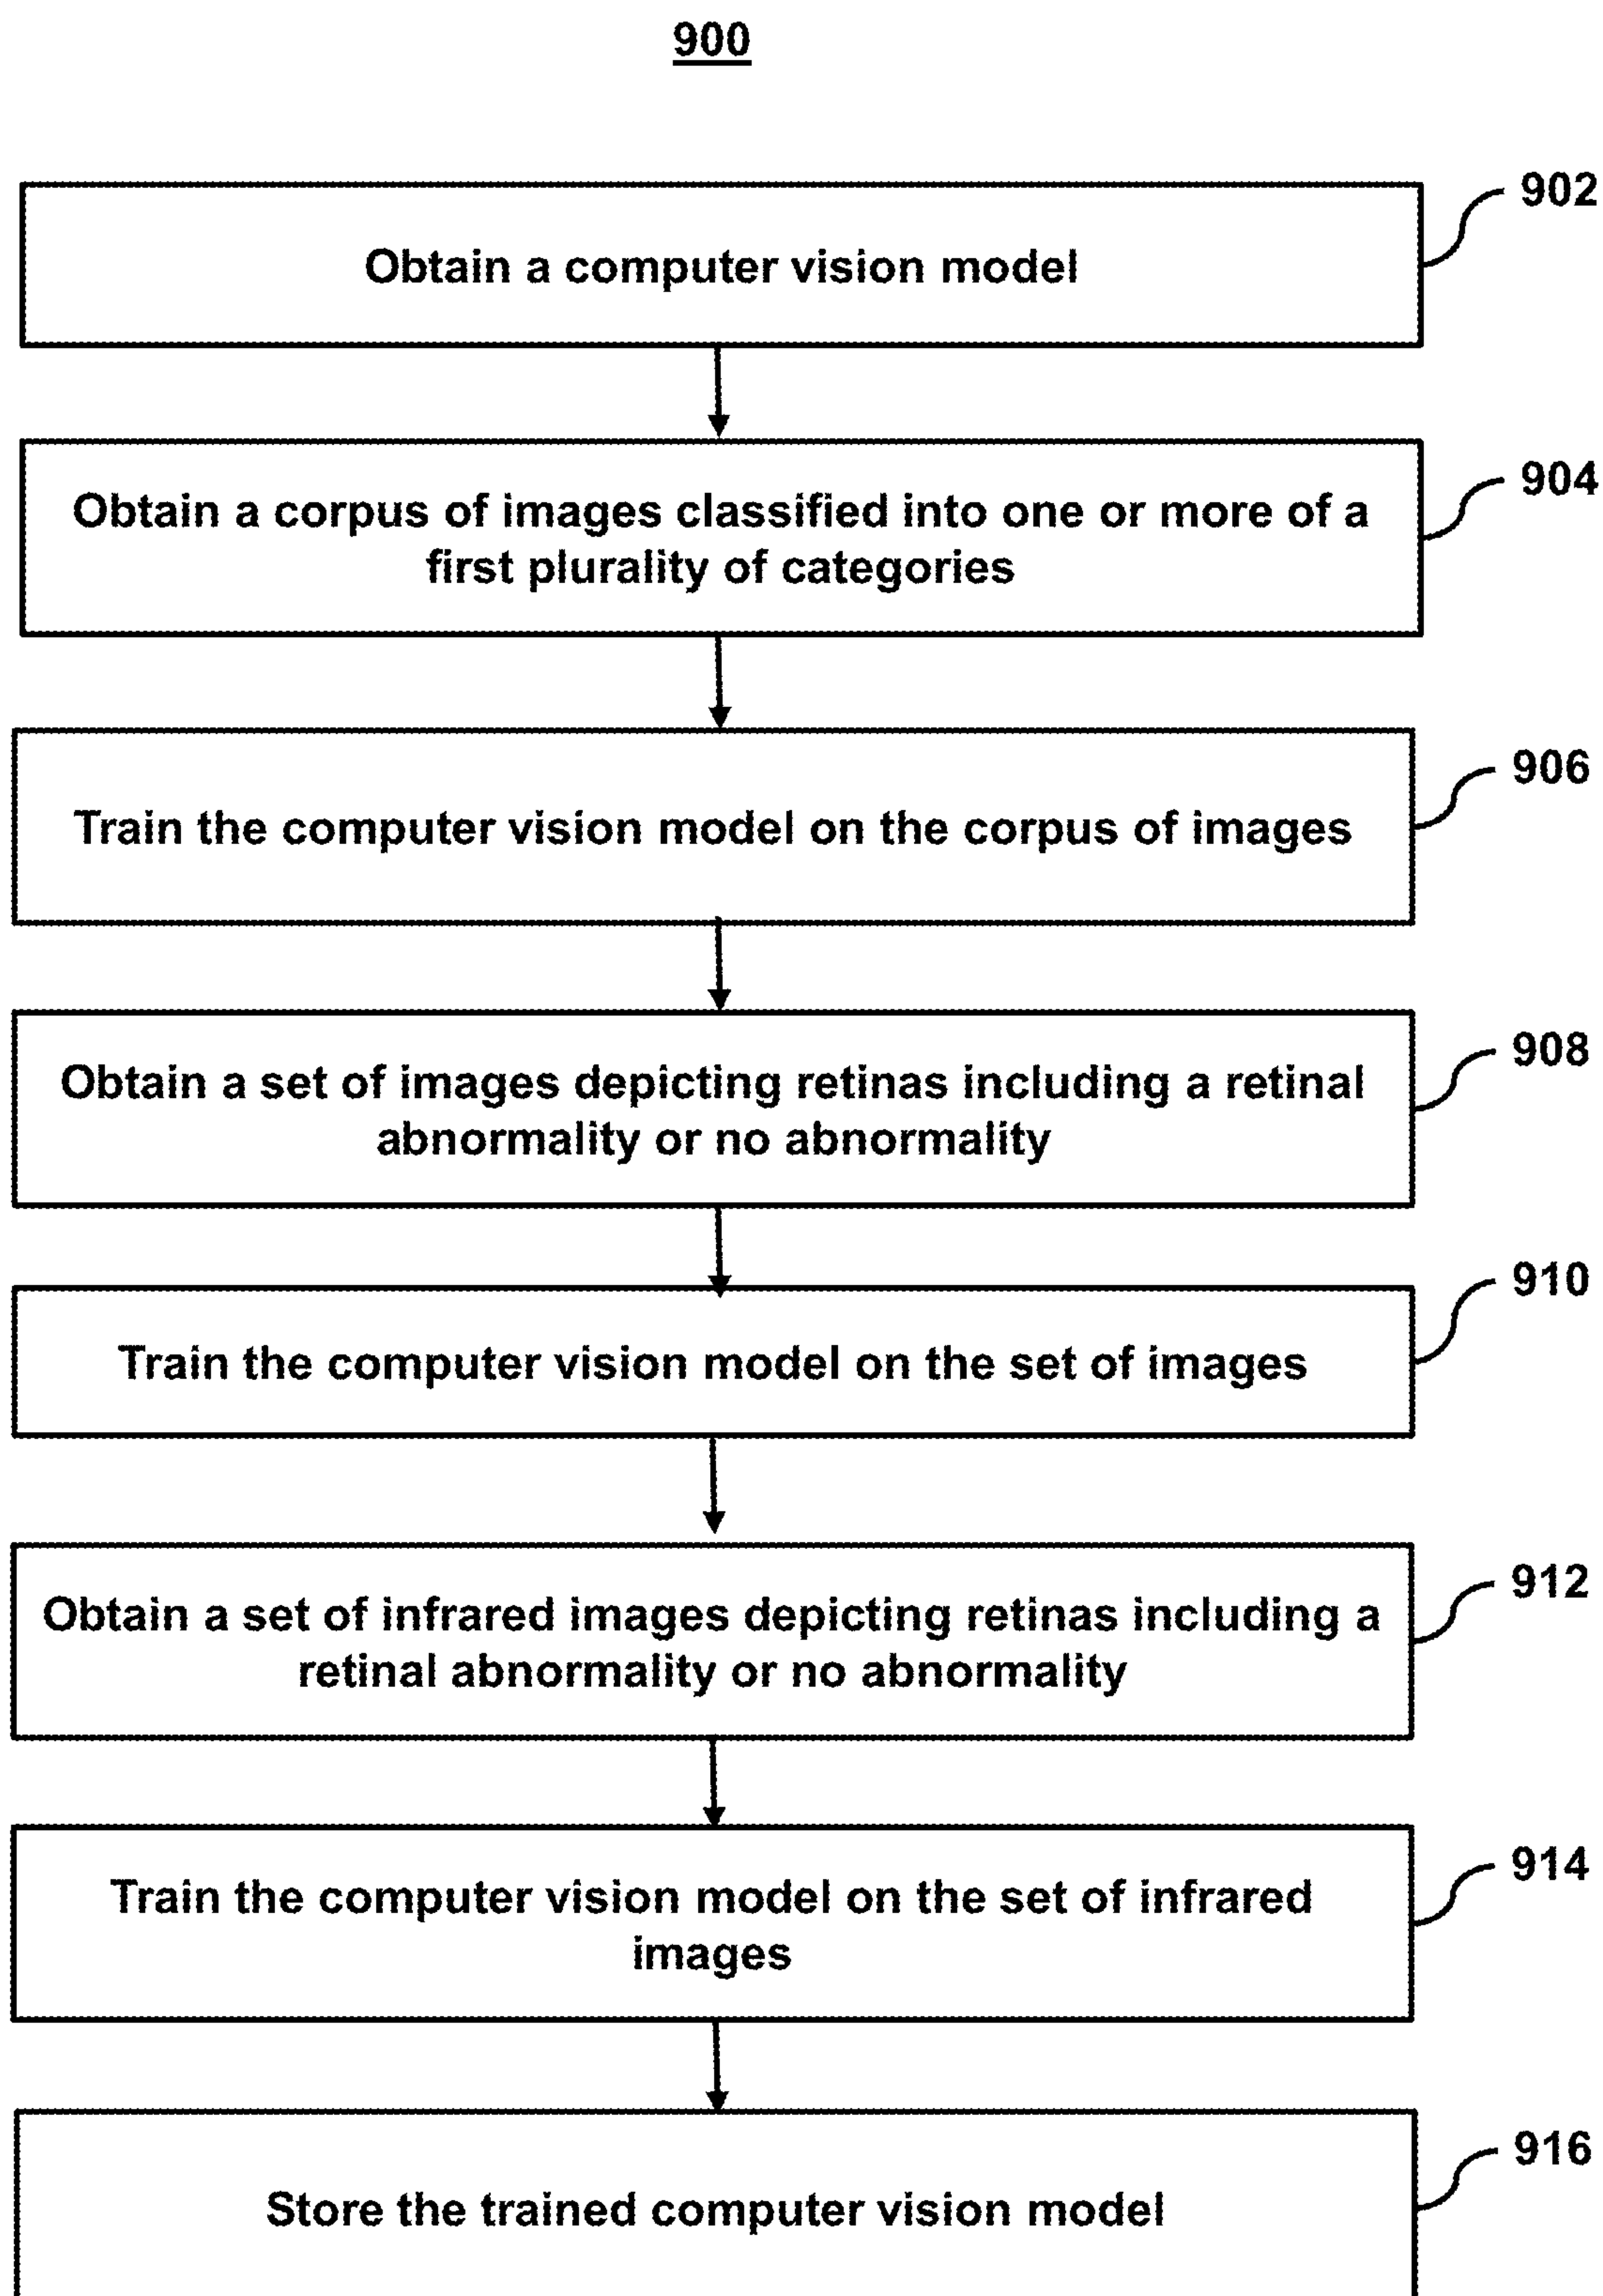 900
902
Obtain a computer vision model
904
Obtain a corpus of images classified into one or more of a
first plurality of categories
906
Train the computer vision model on the corpus of images
908
Obtain a set of images depicting retinas including a retinal
abnormality or no abnormality
910
Train the computer vision model on the set of images
912
Obtain a set of infrared images depicting retinas including a
retinal abnormality or no abnormality
914
Train the computer vision model on the set of infrared
images
916
Store the trained computer vision model